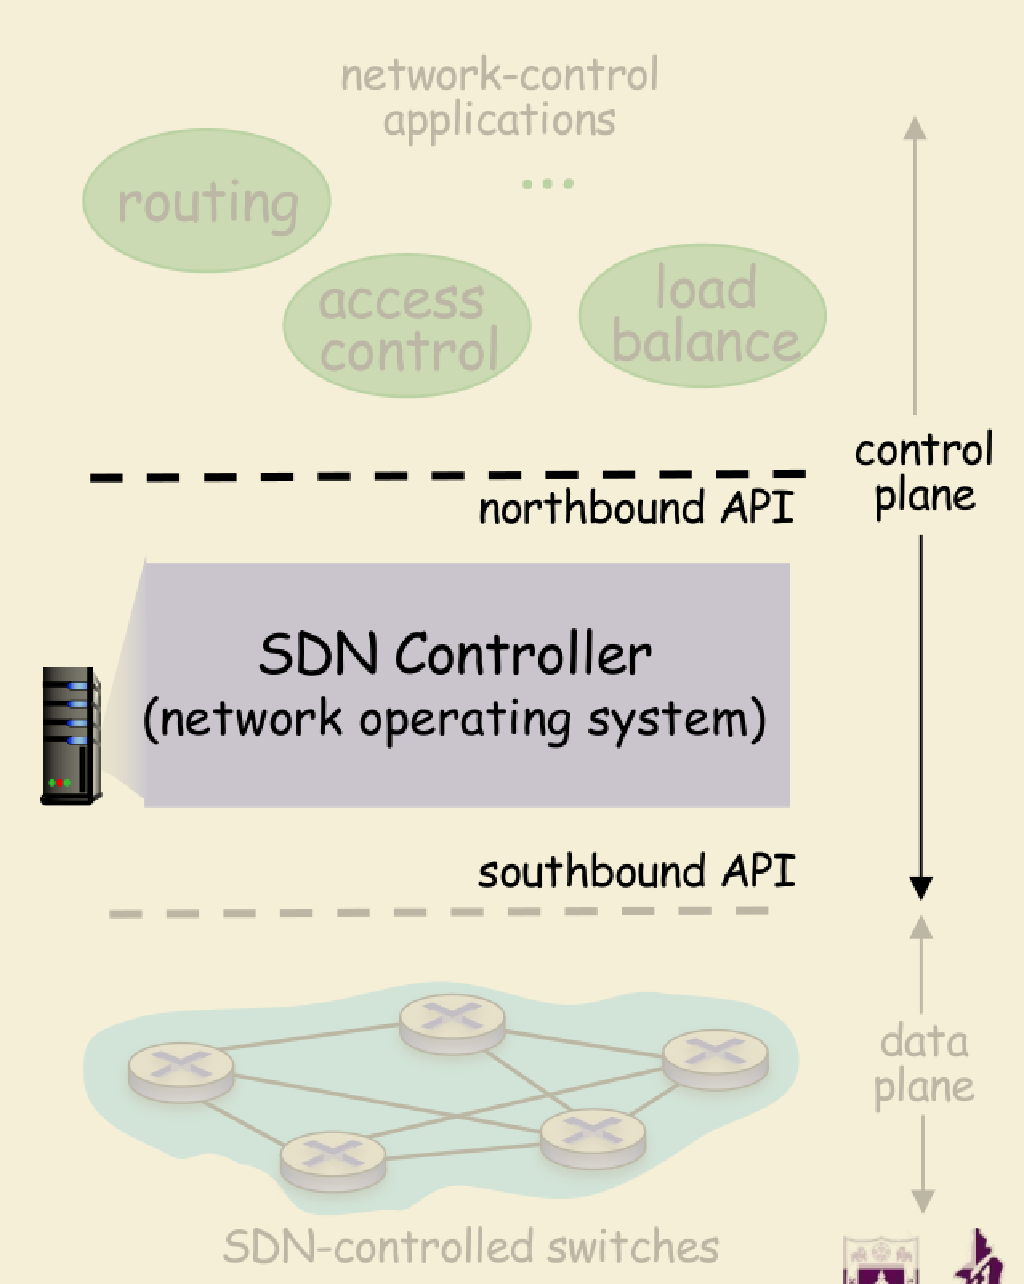 network-control
applications
...
routing
access
control
load
balance
control
plane
northbound API
SDN Controller
(network operating system)
southbound API
data
plane
SDN-controlled switches